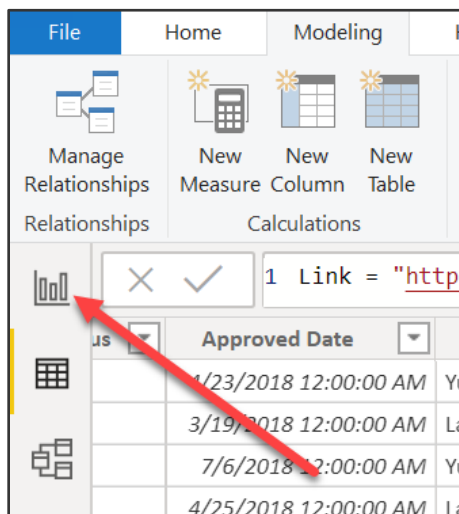 File Home Modeling
Manage Relationships
New Measure
New Column
New Table
Relationships
Calculations
1 Link = "http
us Approved Date
4/23/2018 12:00:00 AM
3/19/2018 12:00:00 AM
7/6/2018 12:00:00 AM
4/25/2018 12:00:00 AM